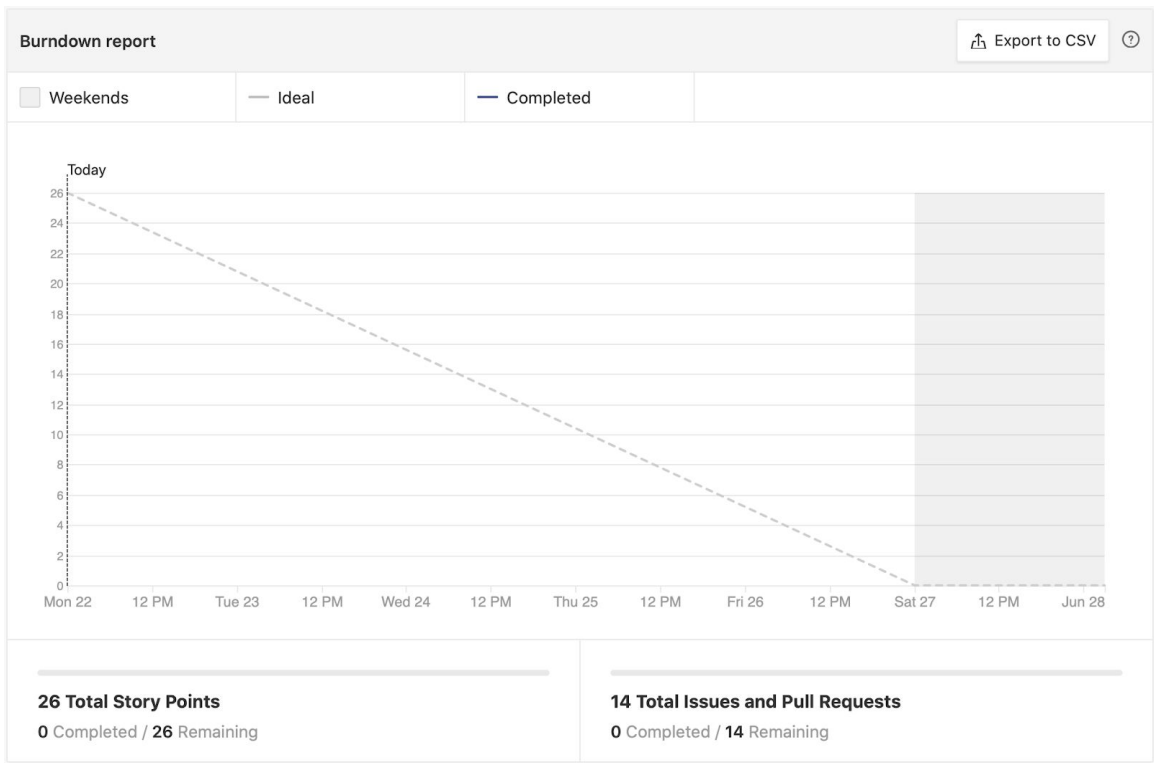 Burndown report
Export to CSV
?
Weekends
Ideal
Completed
Today
26
24
22
20
18
16
14
12
10
8
6
4
2
0
Mon 22 12 PM Tue 23 12 PM Wed 24 12 PM Thu 25 12 PM Fri 26 12 PM Sat 27 12 PM Jun 28
26 Total Story Points
0 Completed / 26 Remaining
14 Total Issues and Pull Requests
0 Completed / 14 Remaining